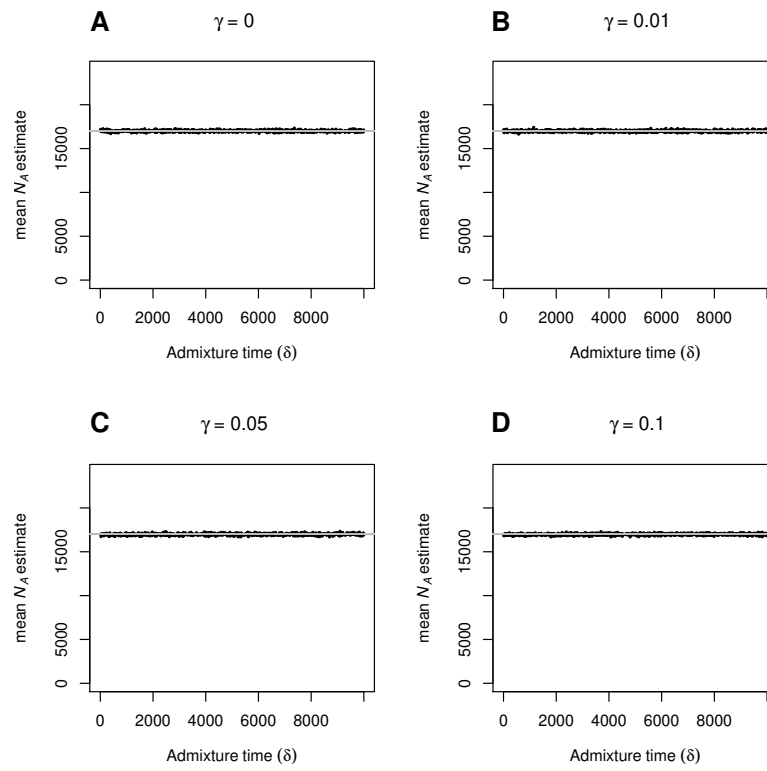 A
γ = 0
mean N_A estimate
15000
5000
0
0 2000 4000 6000 8000
Admixture time (δ)
B
γ = 0.01
mean N_A estimate
15000
5000
0
0 2000 4000 6000 8000
Admixture time (δ)
C
γ = 0.05
mean N_A estimate
15000
5000
0
0 2000 4000 6000 8000
Admixture time (δ)
D
γ = 0.1
mean N_A estimate
15000
5000
0
0 2000 4000 6000 8000
Admixture time (δ)